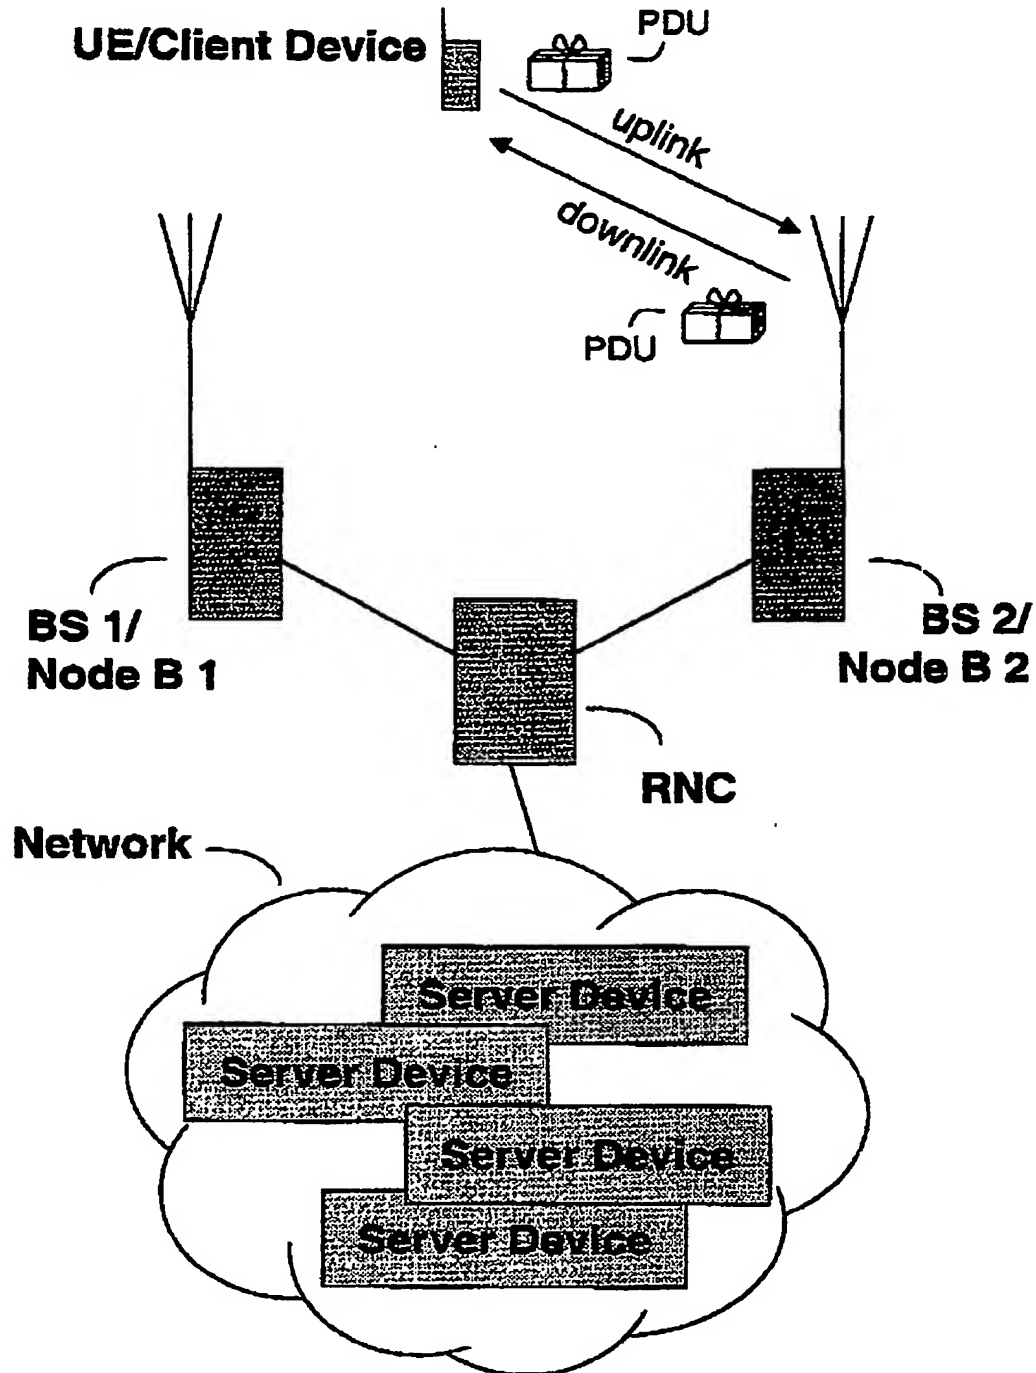 PDU
UE/Client Device
uplink
downlink
PDU
BS 1/
Node B 1
BS 2/
Node B 2
RNC
Network
Server Device
Server Device
Server Device
Server Device